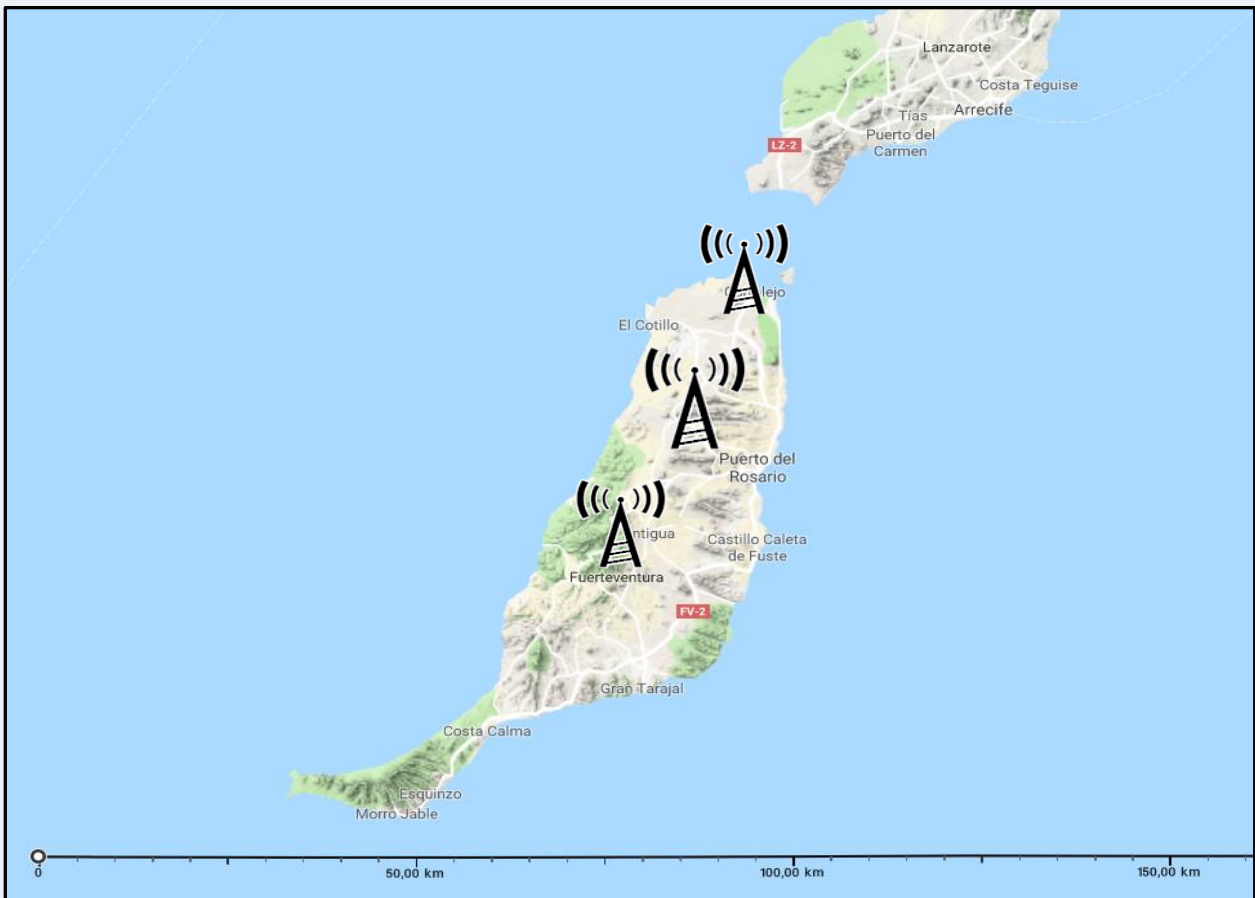 Lanzarote
Costa Teguise
Arrecife
Tías
Puerto del
Carmen
LZ-2
El Cotillo
Puerto del
Rosario
Castillo Caleta
de Fuste
Fuerteventura
FV-2
Gran Tarajal
Costa Calma
Esquinzo
Morro Jable
0
50,00 km
100,00 km
150,00 km